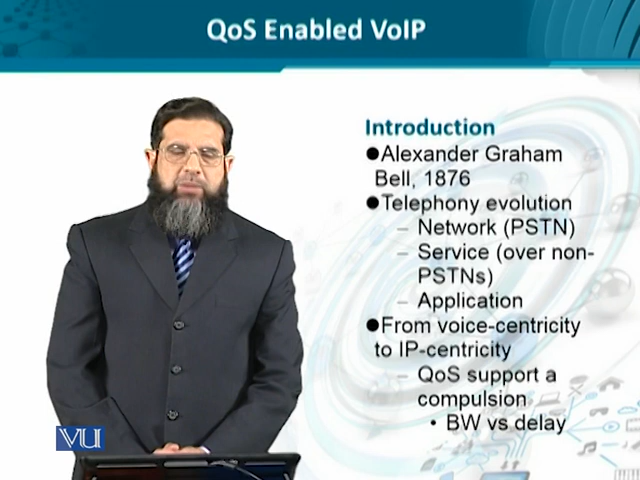 QoS Enabled VoIP
Introduction
●Alexander Graham
Bell, 1876
●Telephony evolution
– Network (PSTN)
– Service (over non-
PSTNs)
– Application
●From voice-centricity
to IP-centricity
– QoS support a
compulsion
• BW vs delay
VU